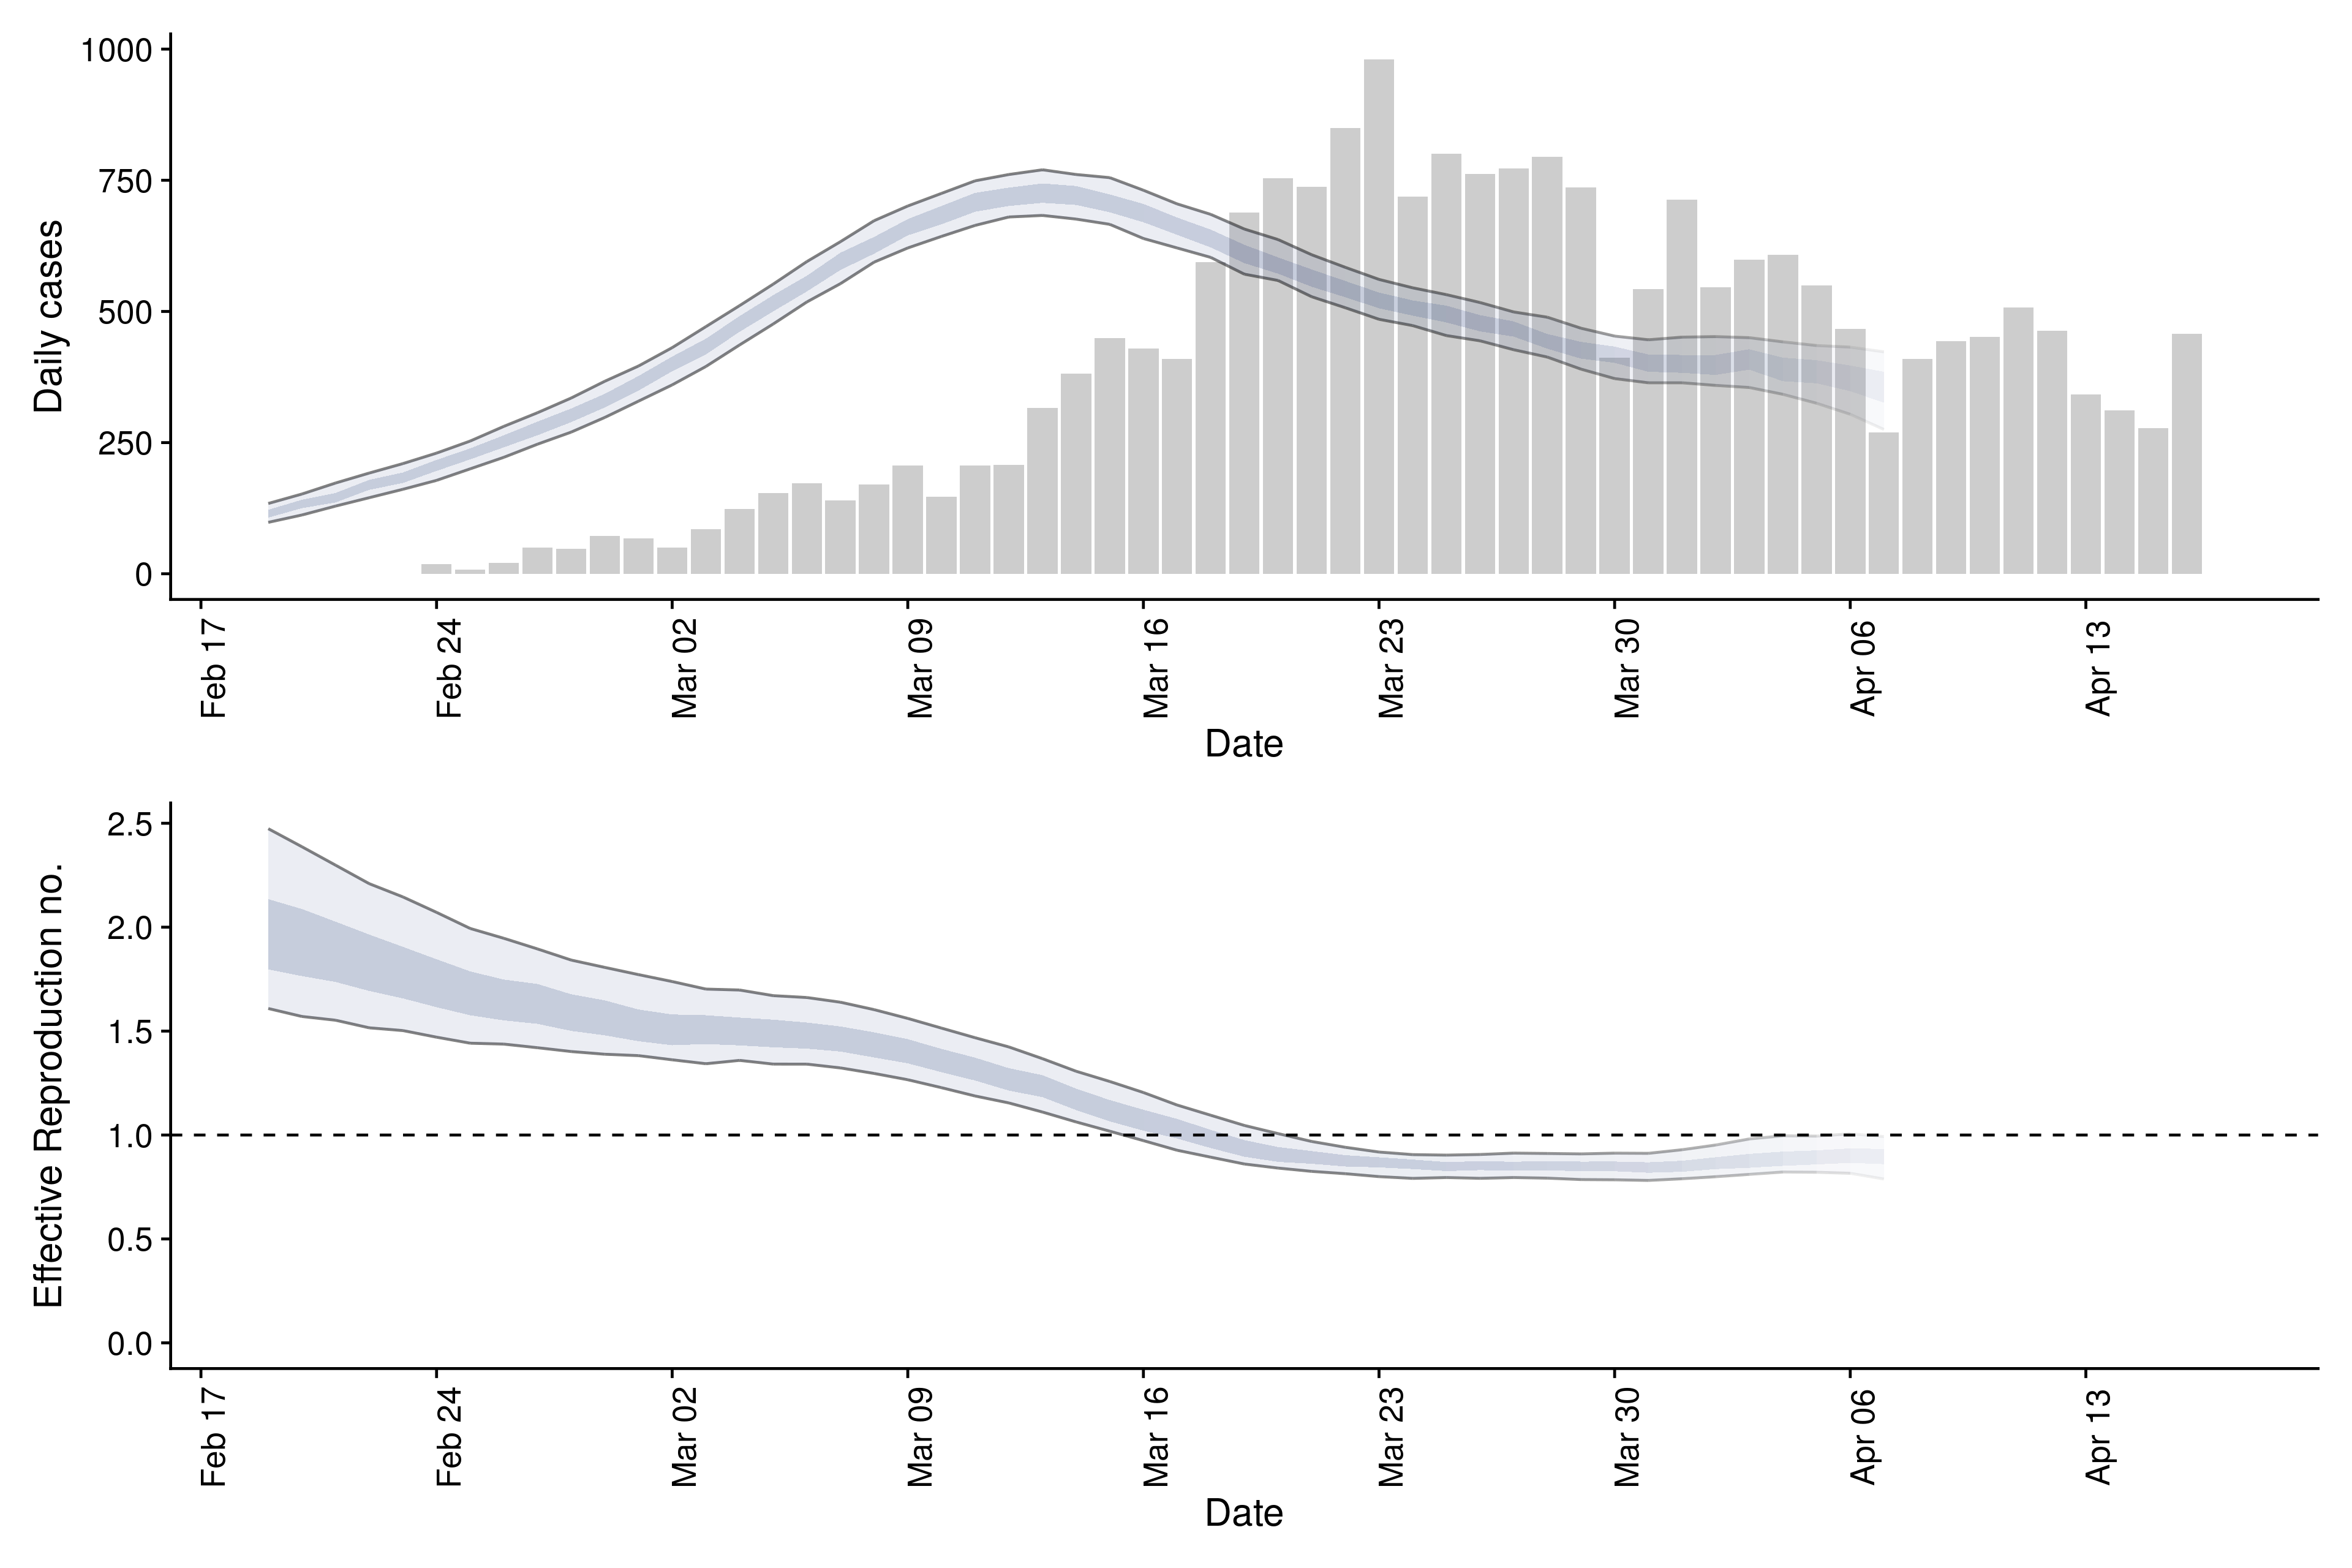 Daily cases
1000
750
500
250
0
Feb 17
Feb 24
Mar 02
Mar 09
Mar 16
Mar 23
Mar 30
Apr 06
Apr 13
Date
Effective Reproduction no.
2.5
2.0
1.5
1.0
0.5
0.0
Feb 17
Feb 24
Mar 02
Mar 09
Mar 16
Mar 23
Mar 30
Apr 06
Apr 13
Date